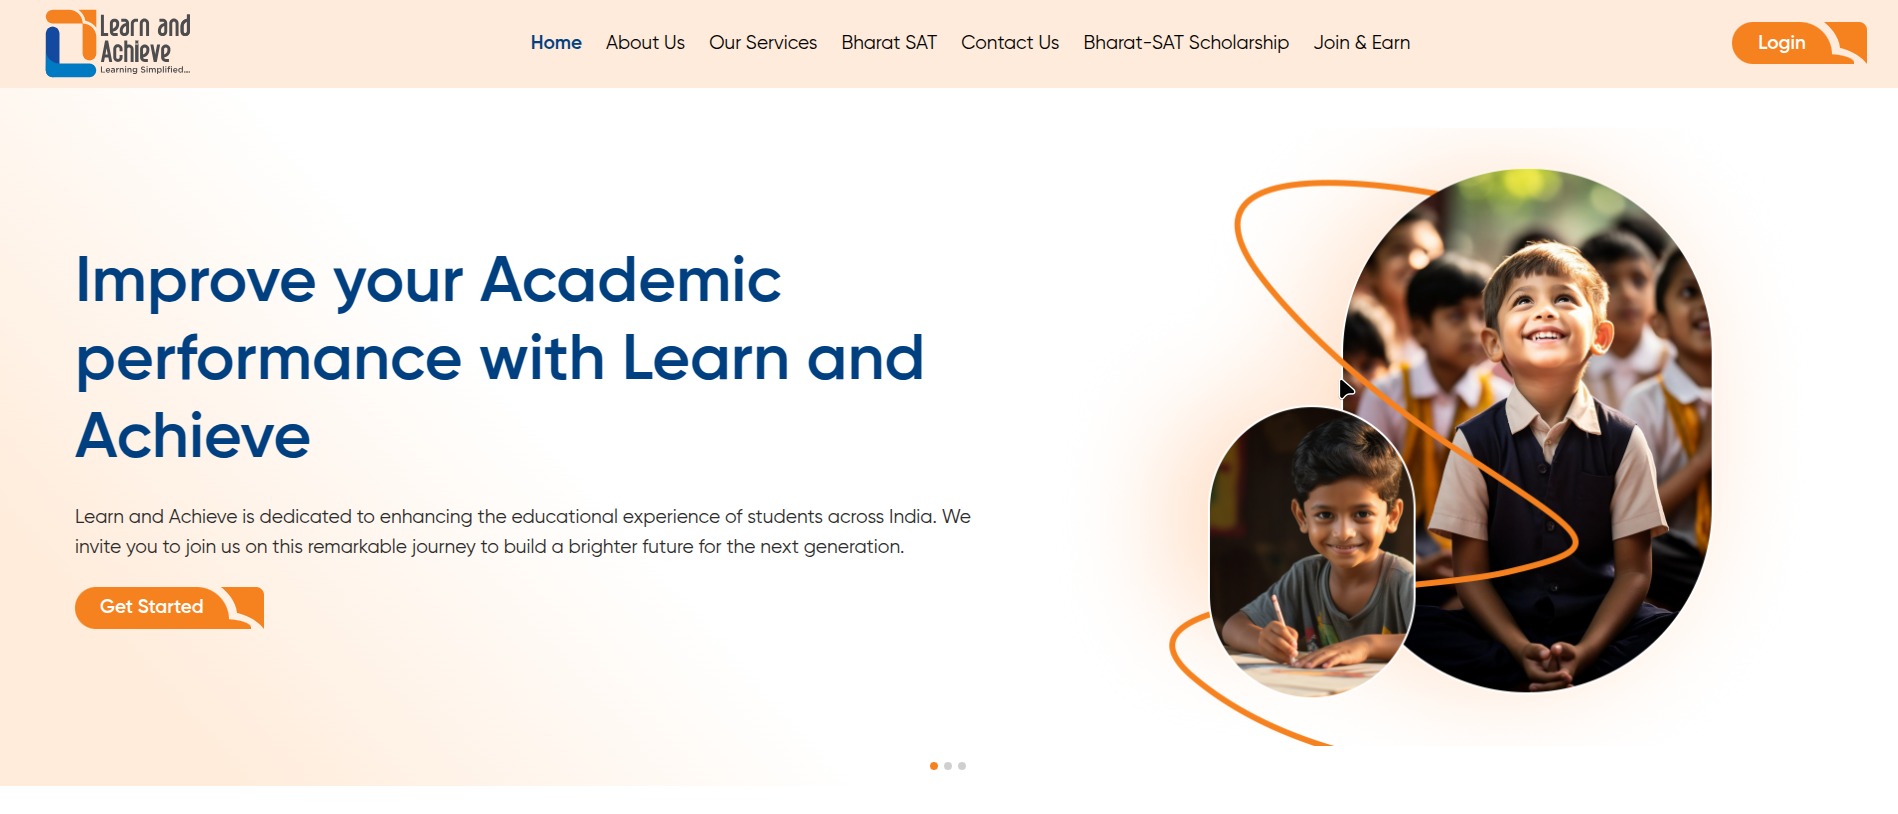 Learn and
Achieve
Learning Simplified...
Home About Us Our Services Bharat SAT Contact Us Bharat-SAT Scholarship Join & Earn
Login
Improve your Academic
performance with Learn and
Achieve
Learn and Achieve is dedicated to enhancing the educational experience of students across India. We
invite you to join us on this remarkable journey to build a brighter future for the next generation.
Get Started